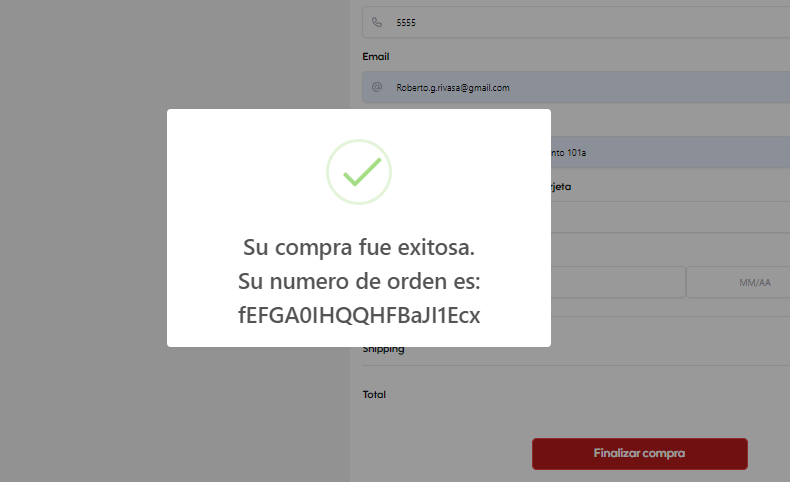 5555
Email
@ Roberto.g.rivasa@gmail.com
nto 101a
rjeta
Su compra fue exitosa.
Su numero de orden es:
fEFGA0IHQQHFBaJI1Ecx
MM/AA
Shipping
Total
Finalizar compra